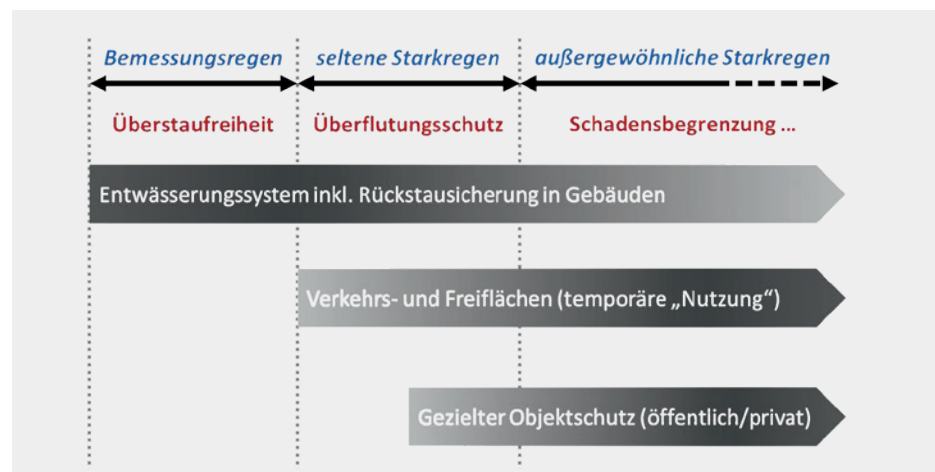 Bemessungsregen seltene Starkregen außergewöhnliche Starkregen
Überstaufreiheit Überflutungsschutz Schadensbegrenzung ...
Entwässerungssystem inkl. Rückstausicherung in Gebäuden
Verkehrs- und Freiflächen (temporäre „Nutzung“)
Gezielter Objektschutz (öffentlich/privat)